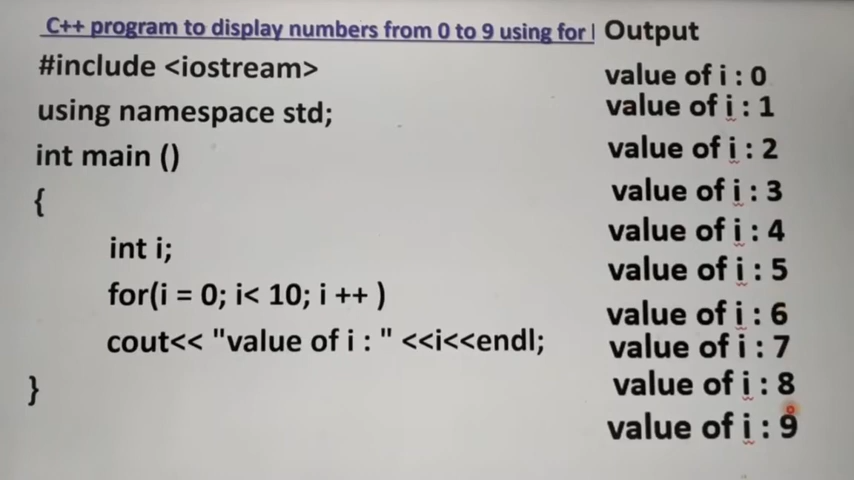 C++ program to display numbers from 0 to 9 using for
#include <iostream>
using namespace std;
int main ()
{
int i;
for(i = 0; i< 10; i ++ )
cout<< "value of i : " <<i<<endl;
}
Output
value of i : 0
value of i : 1
value of i : 2
value of i : 3
value of i : 4
value of i : 5
value of i : 6
value of i : 7
value of i : 8
value of i : 9